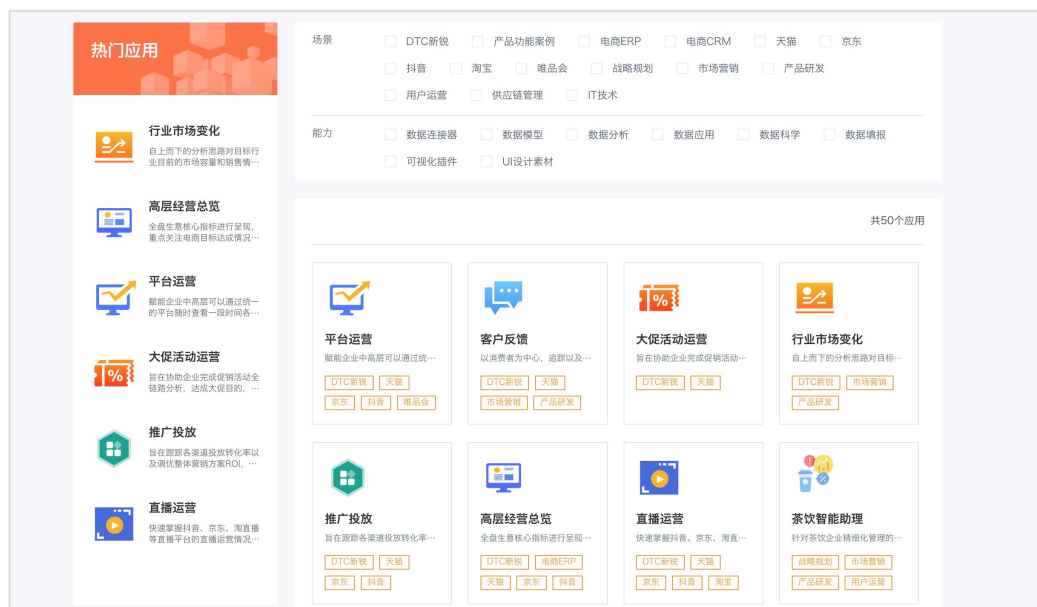 热门应用
行业市场变化
自上而下的分析思路对目标行
业目前的市场容量和销售情…
高层经营总览
全盘生意核心指标进行呈现,
重点关注电商目标达成情况…
平台运营
赋能企业中高层可以通过统一
的平台随时查看一段时间各…
大促活动运营
旨在协助企业完成促销活动全
链路分析、达成大促目的、…
推广投放
旨在跟踪各渠道投放转化率以
及调优整体营销方案ROI, …
直播运营
快速掌握抖音、京东、淘直播
等直播平台的直播运营情况…
场景
DTC新锐 产品功能案例 电商ERP 电商CRM 天猫 京东
抖音 淘宝 唯品会 战略规划 市场营销 产品研发
用户运营 供应链管理 IT技术
能力
数据连接器 数据模型 数据分析 数据应用 数据科学 数据填报
可视化插件 UI设计素材
共50个应用
平台运营
赋能企业中高层可以通过统…
DTC新锐 天猫
京东 抖音 唯品会
客户反馈
以消费者为中心,追踪以及…
DTC新锐 天猫
市场营销 产品研发
%
大促活动运营
旨在协助企业完成促销活动…
DTC新锐 天猫
行业市场变化
自上而下的分析思路对目标…
DTC新锐 市场营销
产品研发
推广投放
旨在跟踪各渠道投放转化率…
DTC新锐 天猫
京东 抖音
高层经营总览
全盘生意核心指标进行呈现…
DTC新锐 电商ERP
天猫 京东 抖音
直播运营
快速掌握抖音、京东、淘直…
DTC新锐 天猫
京东 抖音 淘宝
茶饮智能助理
针对茶饮企业精细化管理的…
战略规划 市场营销
产品研发 用户运营